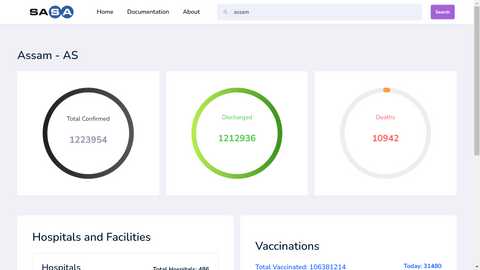 SASA Home Documentation About assam Search
Assam - AS
Total Confirmed
1223954
Discharged
1212936
Deaths
10942
Hospitals and Facilities
Hospitals Total Hospitals: 486
Vaccinations
Total Vaccinated: 106381214 Today: 31480